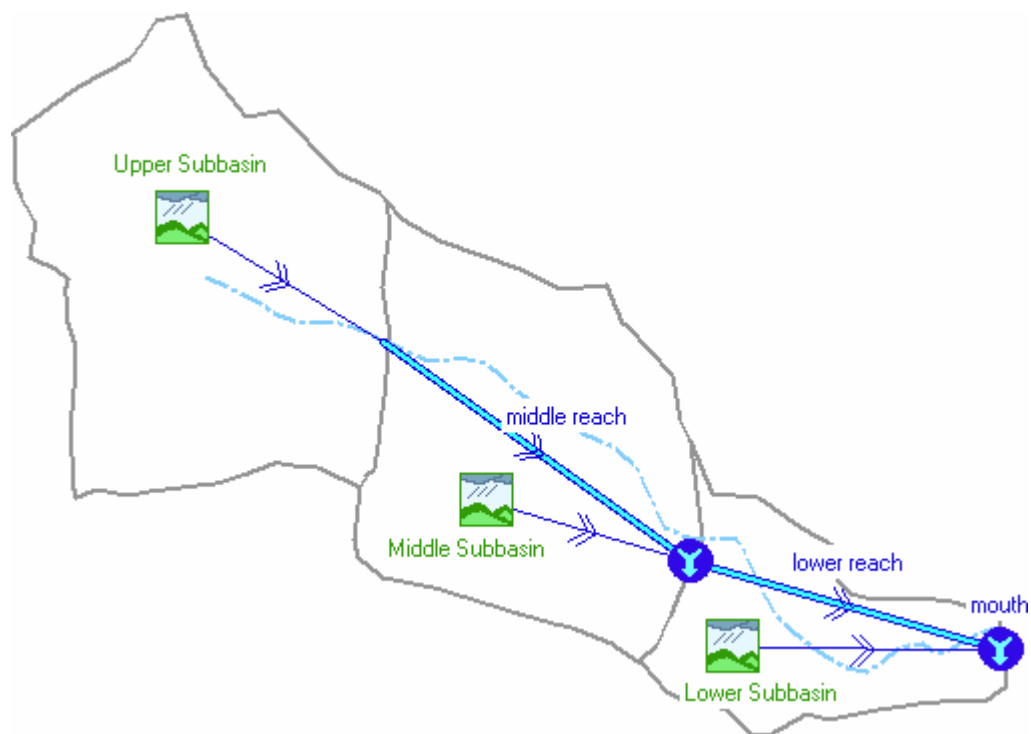 Upper Subbasin
middle reach
Middle Subbasin
lower reach
mouth
Lower Subbasin